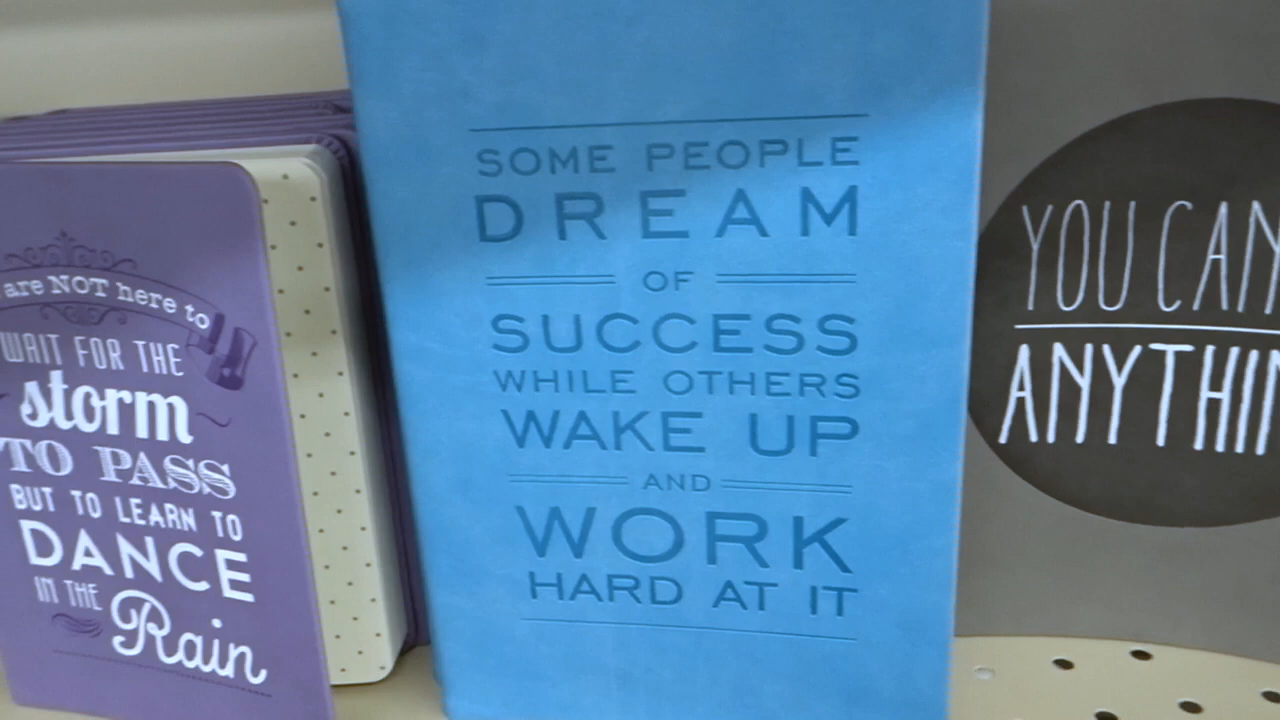 are NOT here to
WAIT FOR THE
storm
TO PASS
BUT TO LEARN TO
DANCE
IN THE
Rain
SOME PEOPLE
DREAM
OF
SUCCESS
WHILE OTHERS
WAKE UP
AND
WORK
HARD AT IT
YOU CAN
ANYTHIN